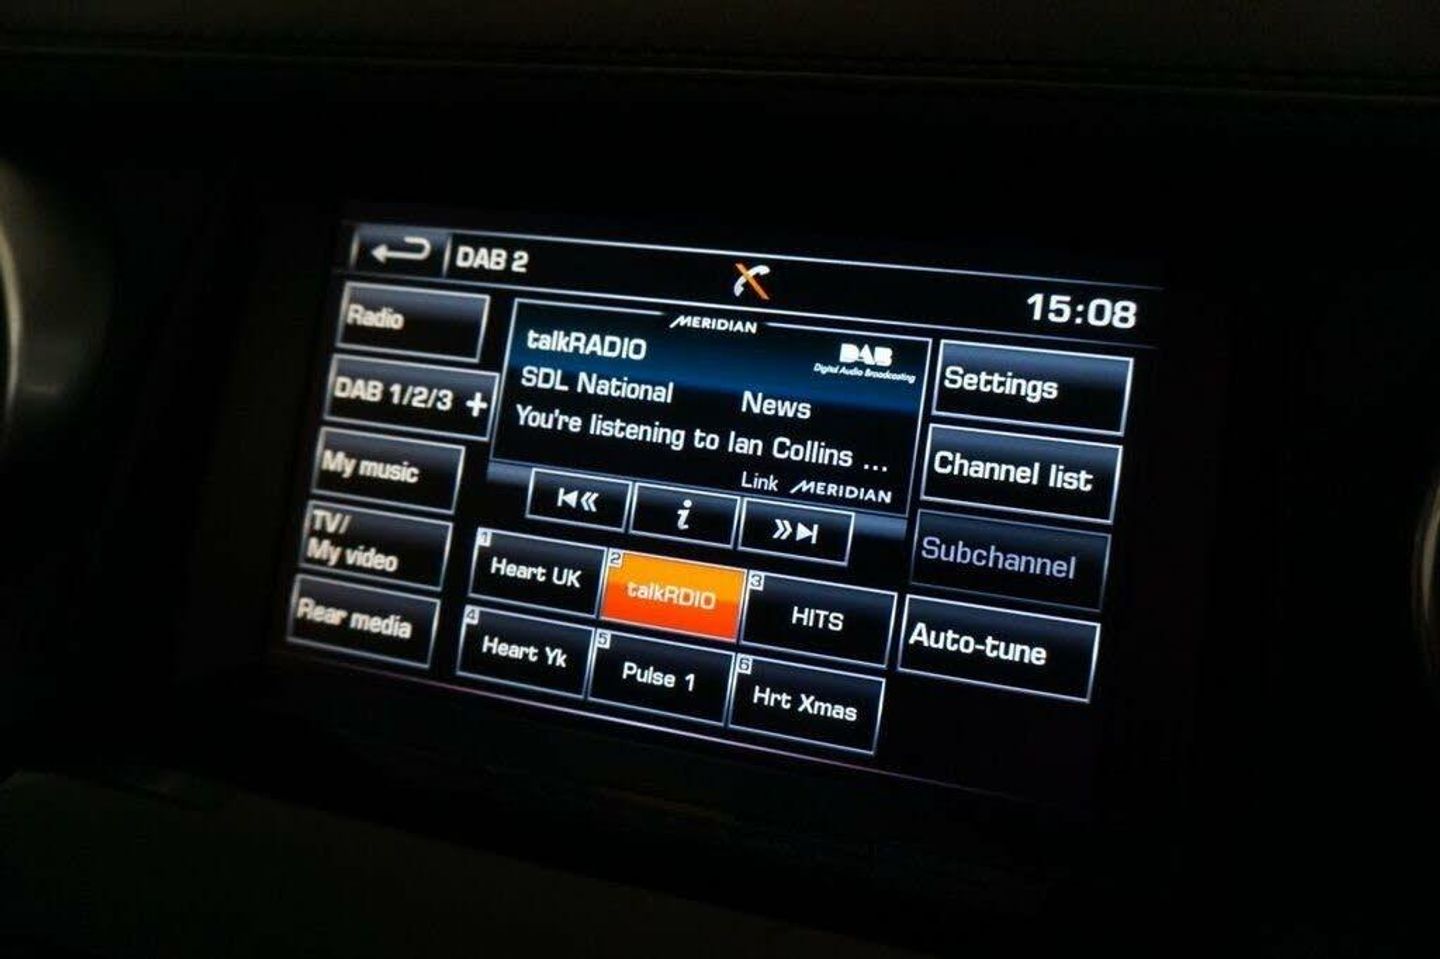 DAB 2
15:08
Radio
DAB 1/2/3 +
My music
TV/
My video
Rear media
MERIDIAN
talkRADIO
DAB
Digital Audio Broadcasting
SDL National News
You're listening to Ian Collins ...
Link MERIDIAN
i
1 Heart UK
2 talkRDIO
3 HITS
4 Heart Yk
5 Pulse 1
6 Hrt Xmas
Settings
Channel list
Subchannel
Auto-tune